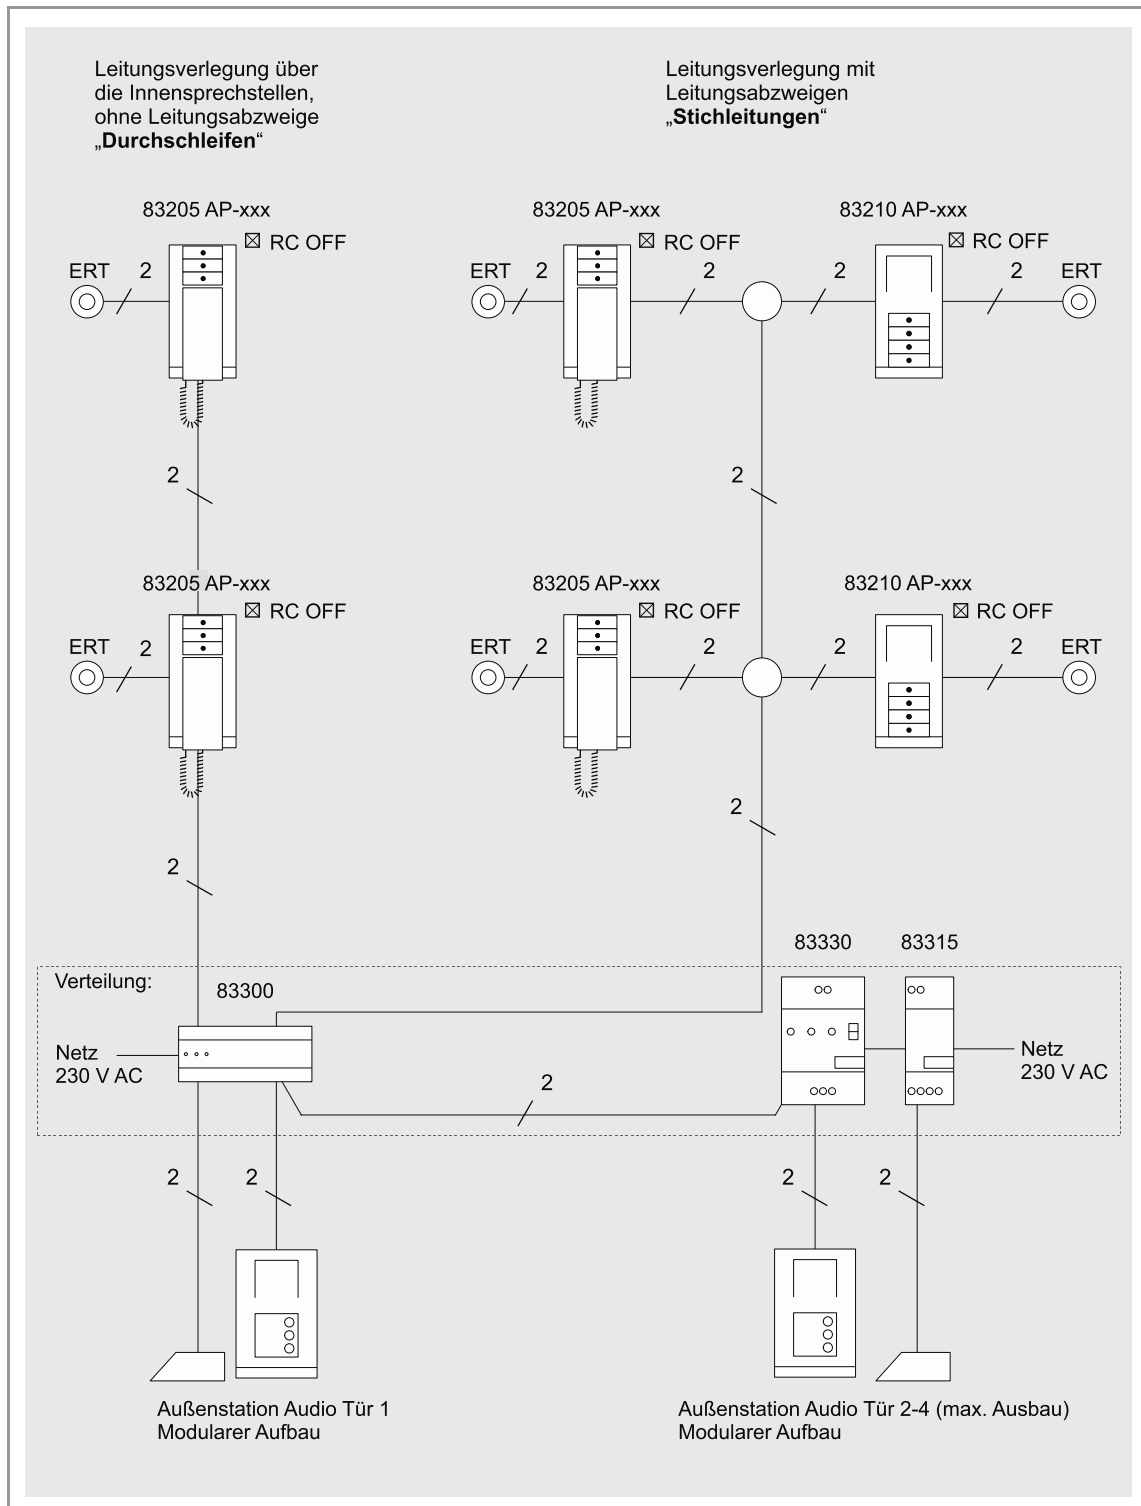 Leitungsverlegung über
die Innensprechstellen,
ohne Leitungsabzweige
„Durchschleifen“
Leitungsverlegung mit
Leitungsabzweigen
„Stichleitungen“
83205 AP-xxx
RC OFF
ERT
2
83205 AP-xxx
RC OFF
ERT
2
2
83210 AP-xxx
RC OFF
2
2
ERT
2
2
83205 AP-xxx
RC OFF
ERT
2
83205 AP-xxx
RC OFF
ERT
2
2
83210 AP-xxx
RC OFF
2
2
ERT
2
2
83330
83315
Verteilung:
83300
Netz
230 V AC
2
Netz
230 V AC
2
2
2
2
Außenstation Audio Tür 1
Modularer Aufbau
Außenstation Audio Tür 2-4 (max. Ausbau)
Modularer Aufbau